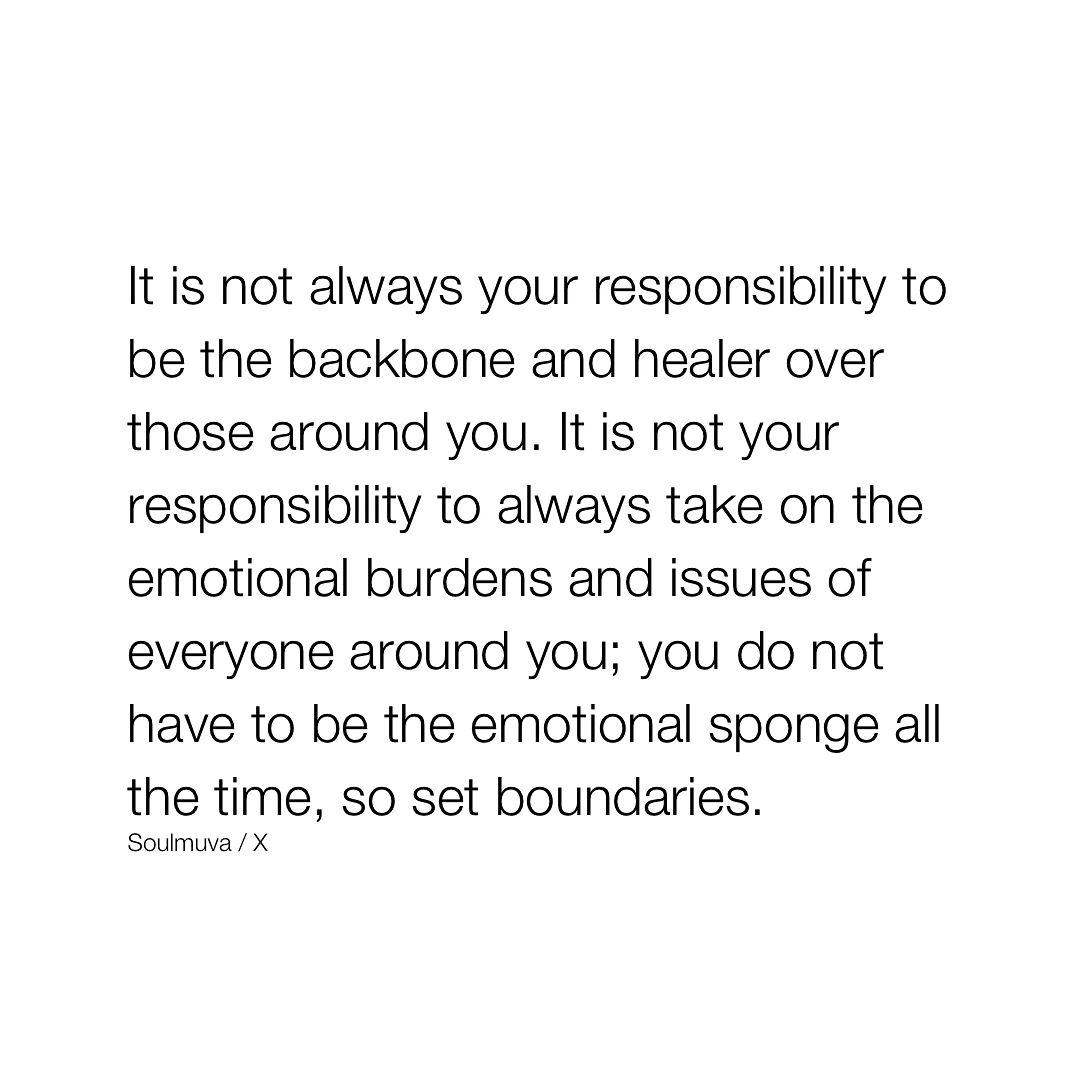 It is not always your responsibility to
be the backbone and healer over
those around you. It is not your
responsibility to always take on the
emotional burdens and issues of
everyone around you; you do not
have to be the emotional sponge all
the time, so set boundaries.
Soulmuva / X